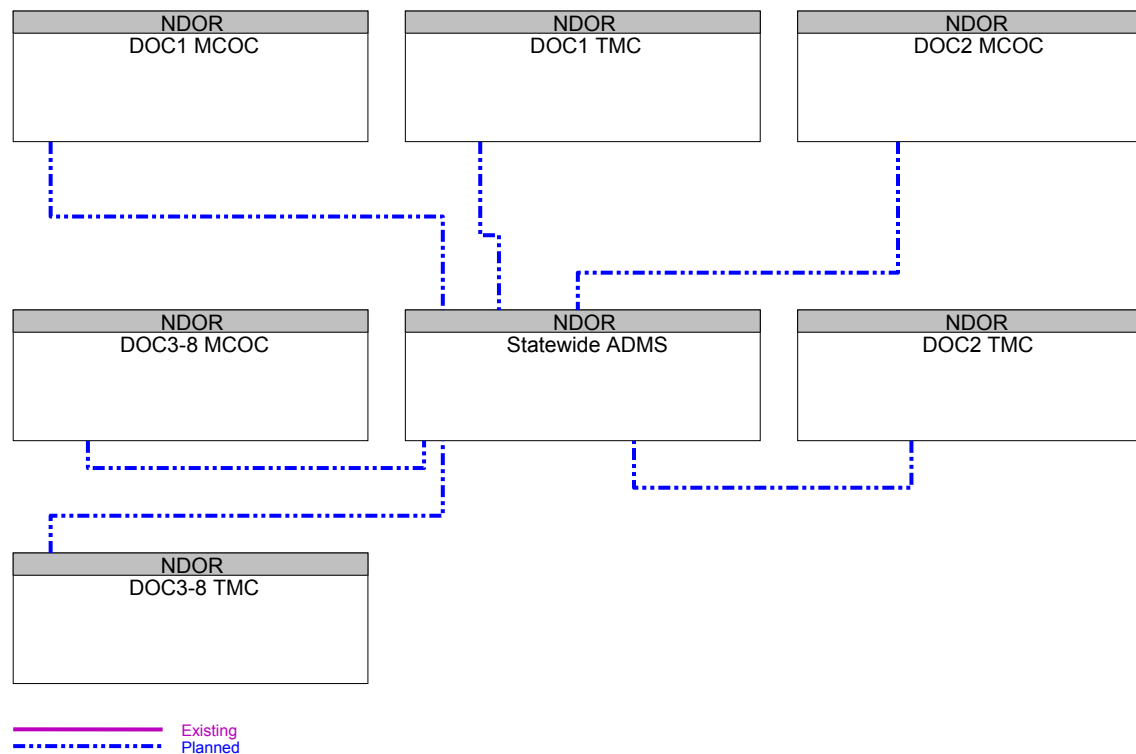 NDOR
DOC1 MCOC
NDOR
DOC1 TMC
NDOR
DOC2 MCOC
NDOR
DOC3-8 MCOC
NDOR
Statewide ADMS
NDOR
DOC2 TMC
NDOR
DOC3-8 TMC
Existing
Planned